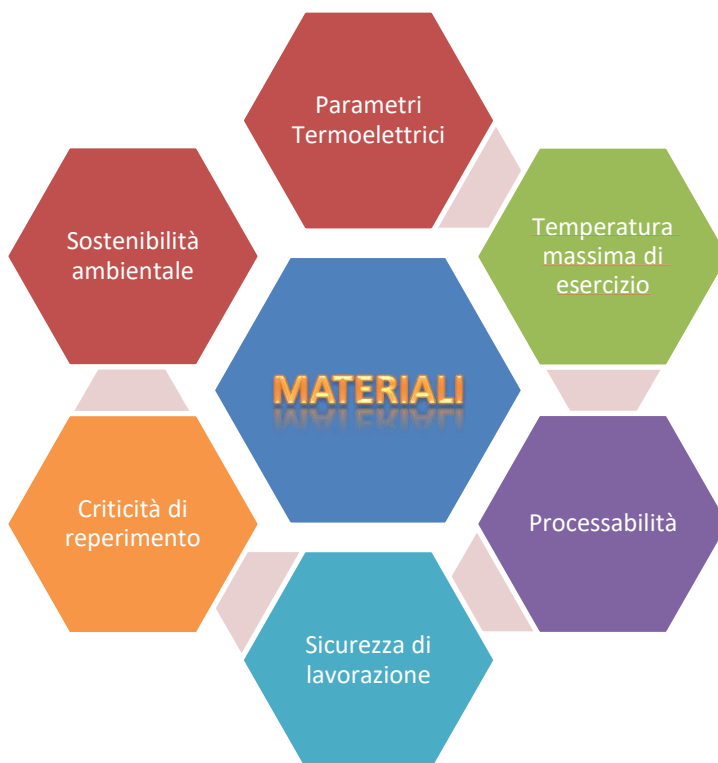 Parametri
Termoelettrici
Temperatura
massima di
esercizio
Processabilità
Sicurezza di
lavorazione
Criticità di
reperimento
Sostenibilità
ambientale
MATERIALI